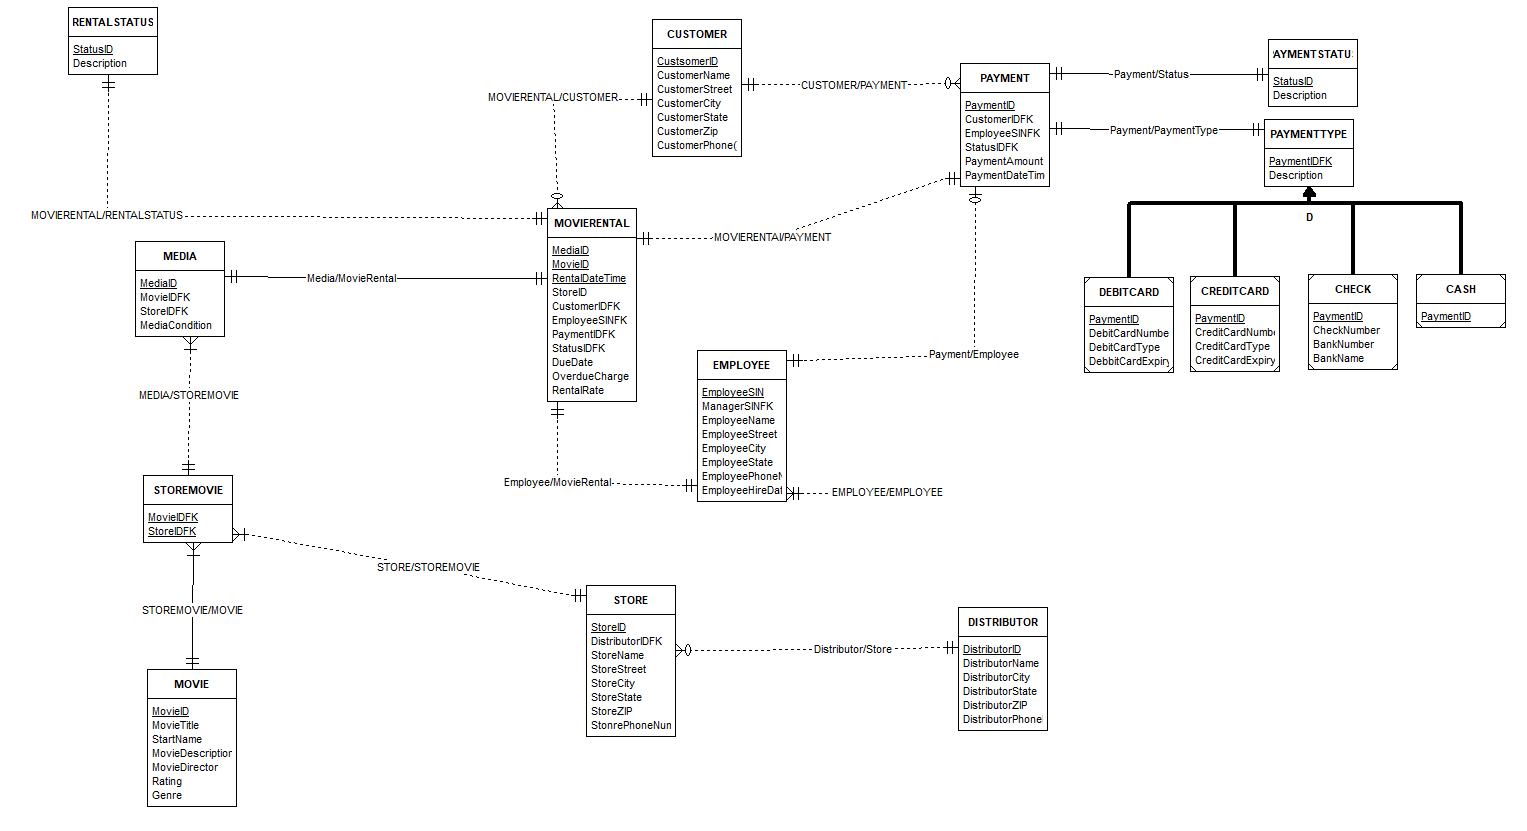 RENTALSTATUS
StatusID
Description
CUSTOMER
CustsomerID
CustomerName
CustomerStreet
CustomerCity
CustomerState
CustomerZip
CustomerPhone(
PAYMENT
PaymentID
CustomerIDFK
EmployeeSINFK
StatusIDFK
PaymentAmount
PaymentDateTim
AYMENTSTATU
StatusID
Description
PAYMENTTYPE
PaymentIDFK
Description
Payment/Status
Payment/PaymentType
CUSTOMER/PAYMENT
MOVIERENTAL/CUSTOMER
MOVIERENTAL/RENTALSTATUS
MOVIERENTAl/PAYMENT
D
MEDIA
MediaID
MovieIDFK
StoreIDFK
MediaCondition
Media/MovieRental
MOVIERENTAL
MediaID
MovieID
RentalDateTime
StoreID
CustomerIDFK
EmployeeSINFK
PaymentIDFK
StatusIDFK
DueDate
OverdueCharge
RentalRate
DEBITCARD
PaymentID
DebitCardNumbe
DebitCardType
DebbitCardExpiry
CREDITCARD
PaymentID
CreditCardNumbe
CreditCardType
CreditCardExpiry
CHECK
PaymentID
CheckNumber
BankNumber
BankName
CASH
PaymentID
Payment/Employee
EMPLOYEE
EmployeeSIN
ManagerSINFK
EmployeeName
EmployeeStreet
EmployeeCity
EmployeeState
EmployeePhoneN
EmployeeHireDat
MEDIA/STOREMOVIE
Employee/MovieRental
EMPLOYEE/EMPLOYEE
STOREMOVIE
MovieIDFK
StoreIDFK
STORE/STOREMOVIE
STOREMOVIE/MOVIE
STORE
StoreID
DistributorIDFK
StoreName
StoreStreet
StoreCity
StoreState
StoreZIP
StonrePhoneNum
Distributor/Store
DISTRIBUTOR
DistributorID
DistributorName
DistributorCity
DistributorState
DistributorZIP
DistributorPhone
MOVIE
MovieID
MovieTitle
StartName
MovieDescription
MovieDirector
Rating
Genre